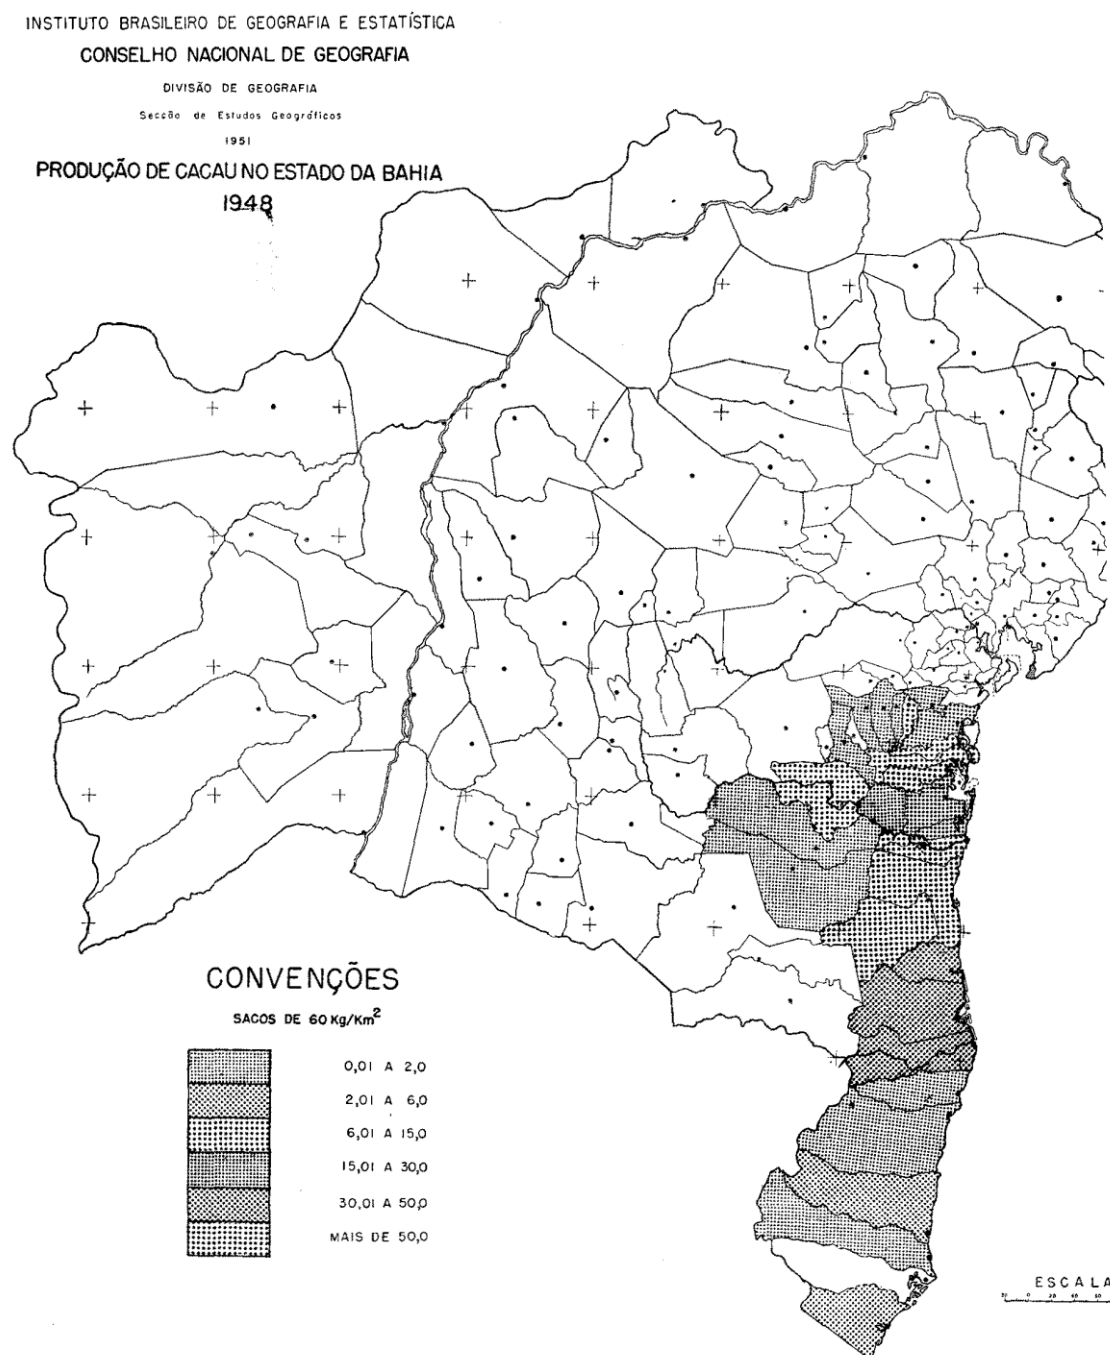 INSTITUTO BRASILEIRO DE GEOGRAFIA E ESTATÍSTICA
CONSELHO NACIONAL DE GEOGRAFIA
DIVISÃO DE GEOGRAFIA
Secção de Estudos Geográficos
1951
PRODUÇÃO DE CACAU NO ESTADO DA BAHIA
1948
CONVENÇÕES
SACOS DE 60 Kg/Km²
0,01 A 2,0
2,01 A 6,0
6,01 A 15,0
15,01 A 30,0
30,01 A 50,0
MAIS DE 50,0
ESCALA